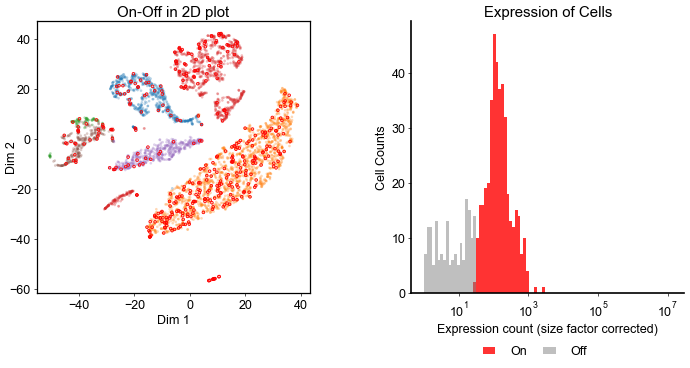 On-Off in 2D plot
40
20
0
−20
−40
−60
Dim 2
−40
−20
0
20
40
Dim 1
Expression of Cells
40
30
20
10
0
Cell Counts
10^1
10^3
10^5
10^7
Expression count (size factor corrected)
On
Off